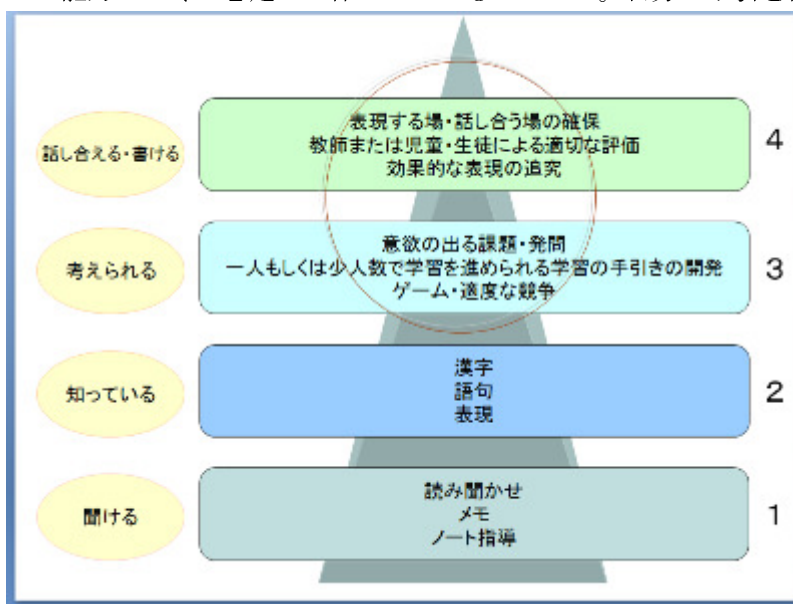 話し合える・書ける
表現する場・話し合う場の確保
教師または児童・生徒による適切な評価
効果的な表現の追究
4
考えられる
意欲の出る課題・発問
一人もしくは少人数で学習を進められる学習の手引きの開発
ゲーム・適度な競争
3
知っている
漢字
語句
表現
2
聞ける
読み聞かせ
メモ
ノート指導
1